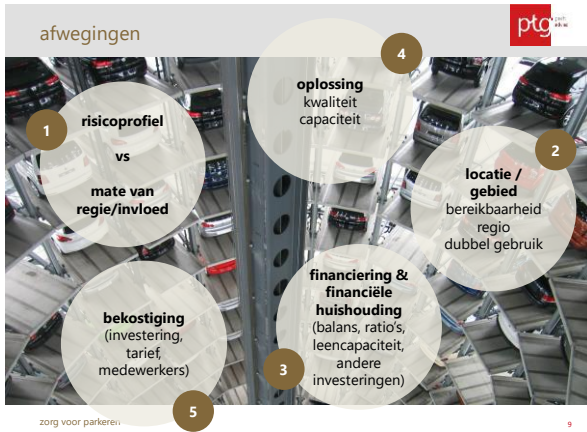 afwegingen
ptg
advies
1
risicoprofiel
vs
mate van
regie/invloed
2
locatie /
gebied
bereikbaarheid
regio
dubbel gebruik
3
financiering &
financiële
huishouding
(balans, ratio's,
leencapaciteit,
andere
investeringen)
4
oplossing
kwaliteit
capaciteit
5
bekostiging
(investering,
tarief,
medewerkers)
zorg voor parkeren
9